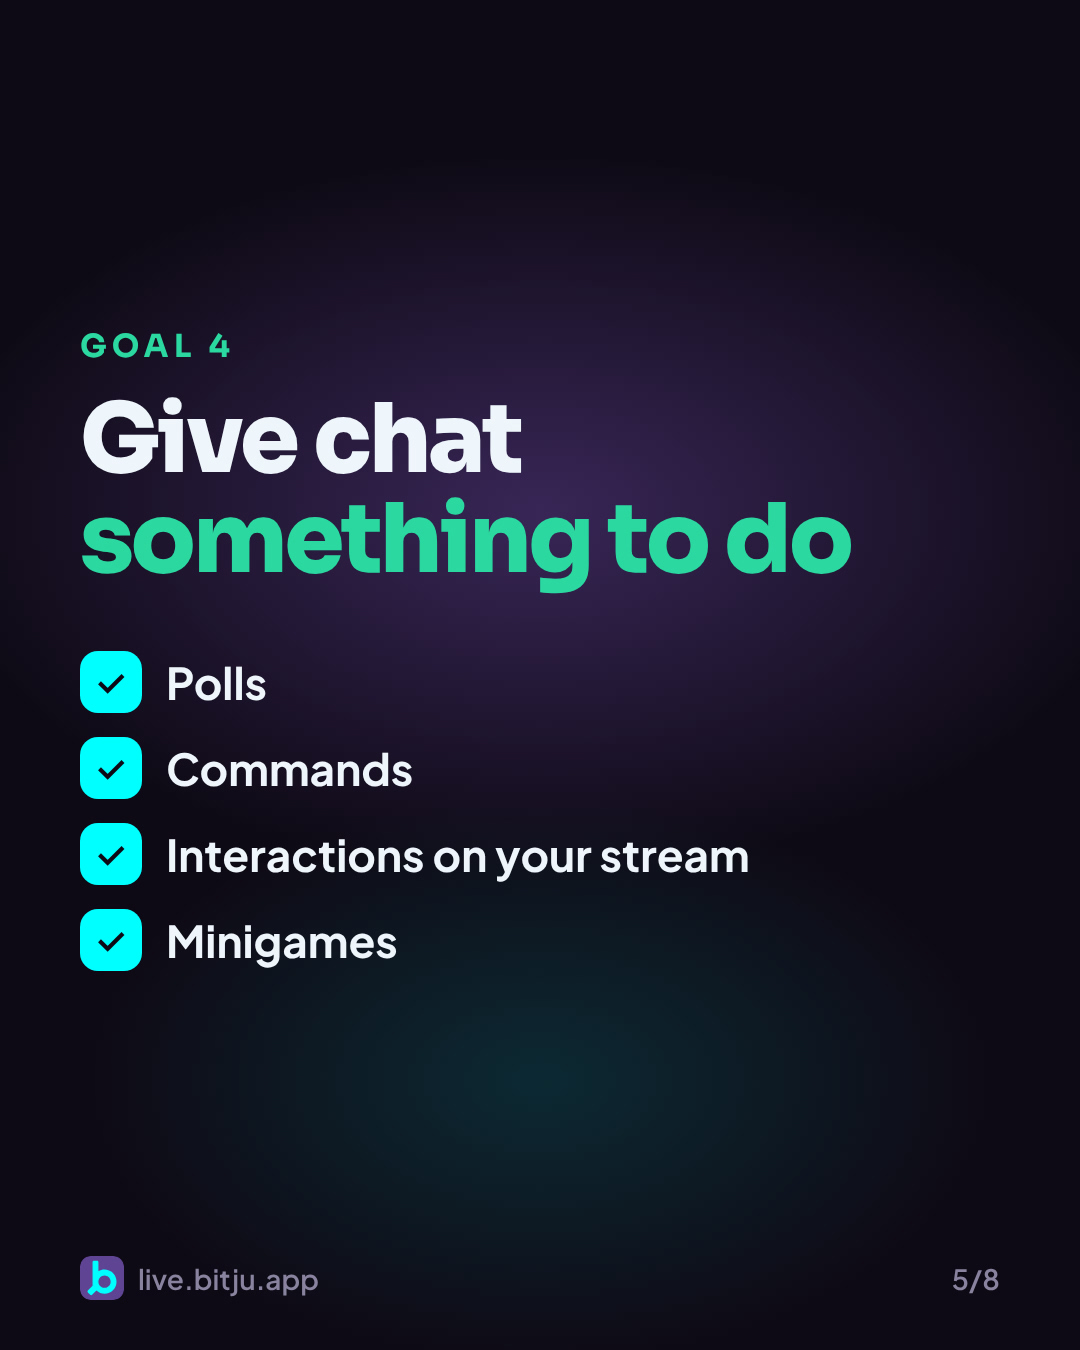 GOAL 4
Give chat
something to do
Polls
Commands
Interactions on your stream
Minigames
live.bitju.app
5/8